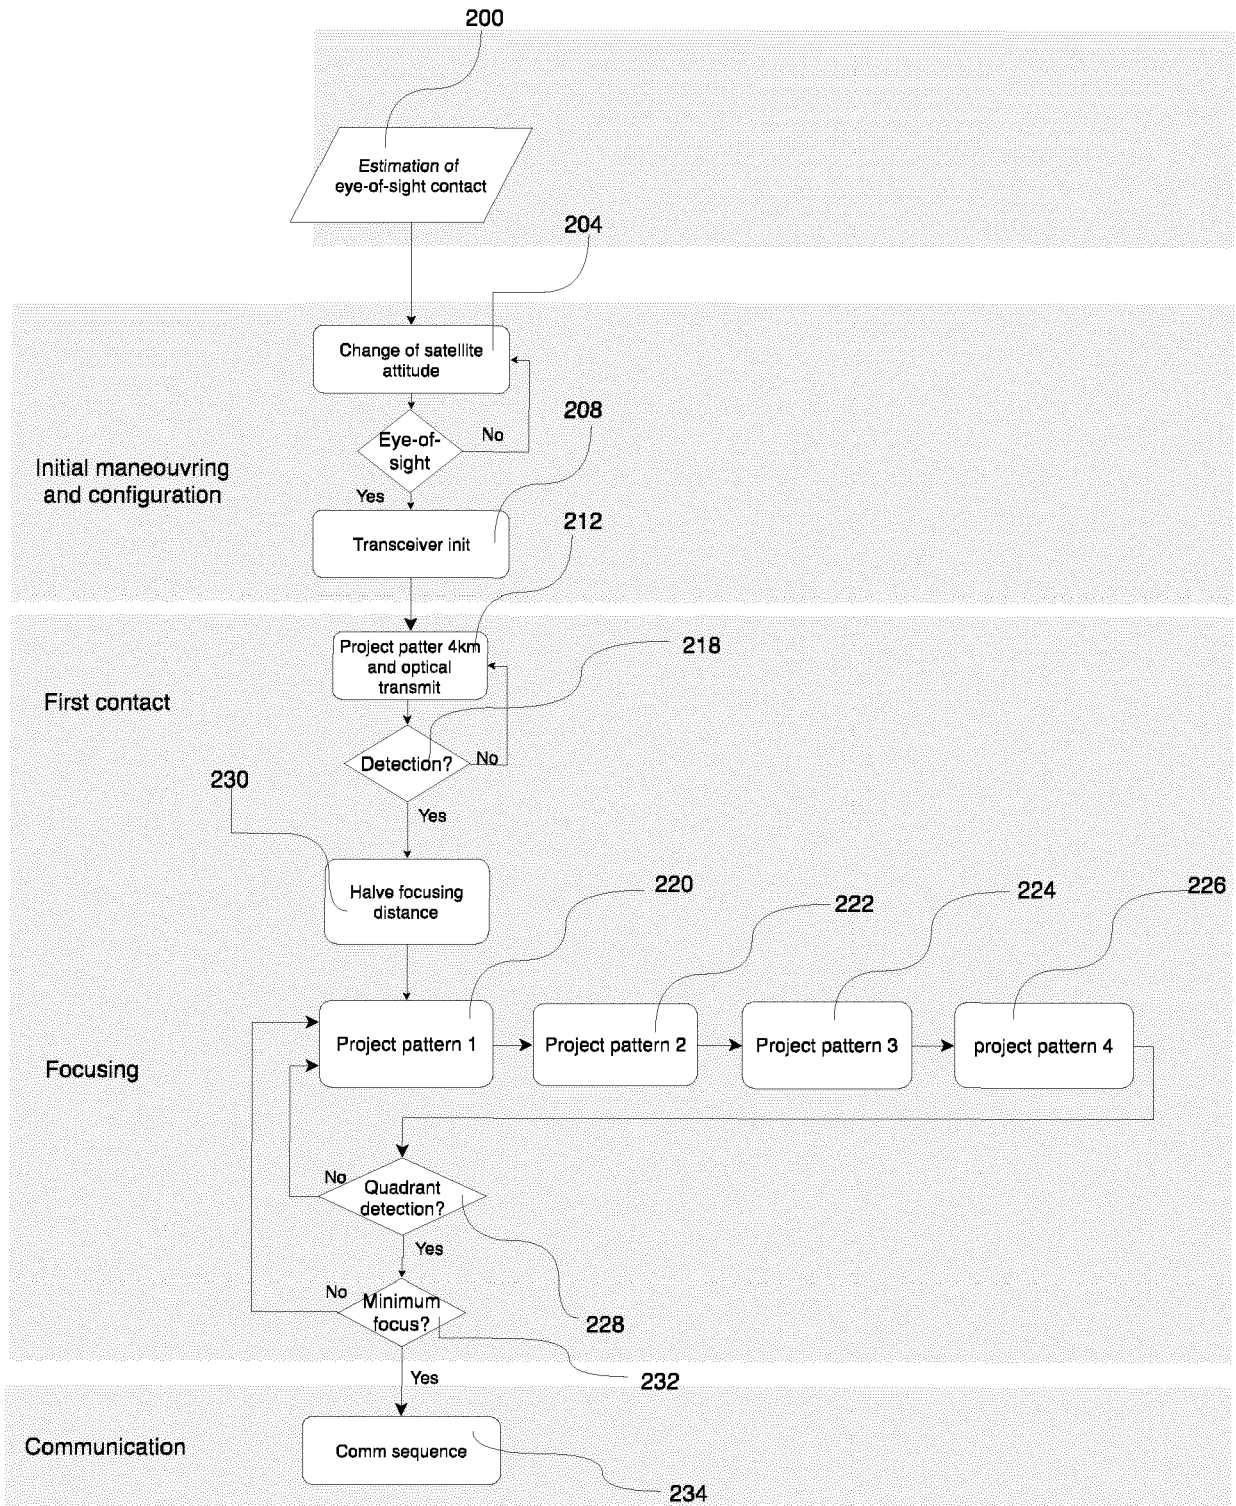 200
Estimation of
eye-of-sight contact
204
Change of satellite
attitude
208
Eye-of-
sight
No
Initial maneouvring
and configuration
Yes
212
Transceiver init
Project patter 4km
and optical
transmit
218
First contact
Detection?
No
230
Yes
Halve focusing
distance
220
222
224
226
Project pattern 1
Project pattern 2
Project pattern 3
project pattern 4
Focusing
No
Quadrant
detection?
Yes
No
Minimum
focus?
228
Yes
232
Communication
Comm sequence
234